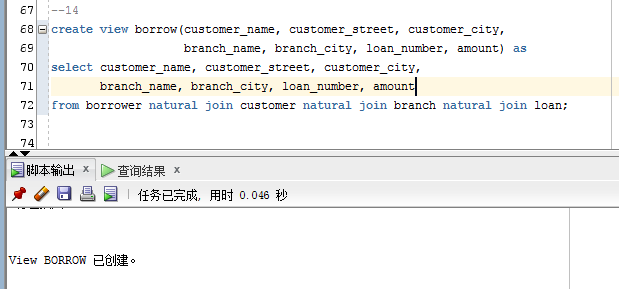 67 --14
68 create view borrow(customer_name, customer_street, customer_city,
69 branch_name, branch_city, loan_number, amount) as
70 select customer_name, customer_street, customer_city,
71 branch_name, branch_city, loan_number, amount
72 from borrower natural join customer natural join branch natural join loan;
73
74
脚本输出 x 查询结果 x
任务已完成, 用时 0.046 秒
View BORROW 已创建。